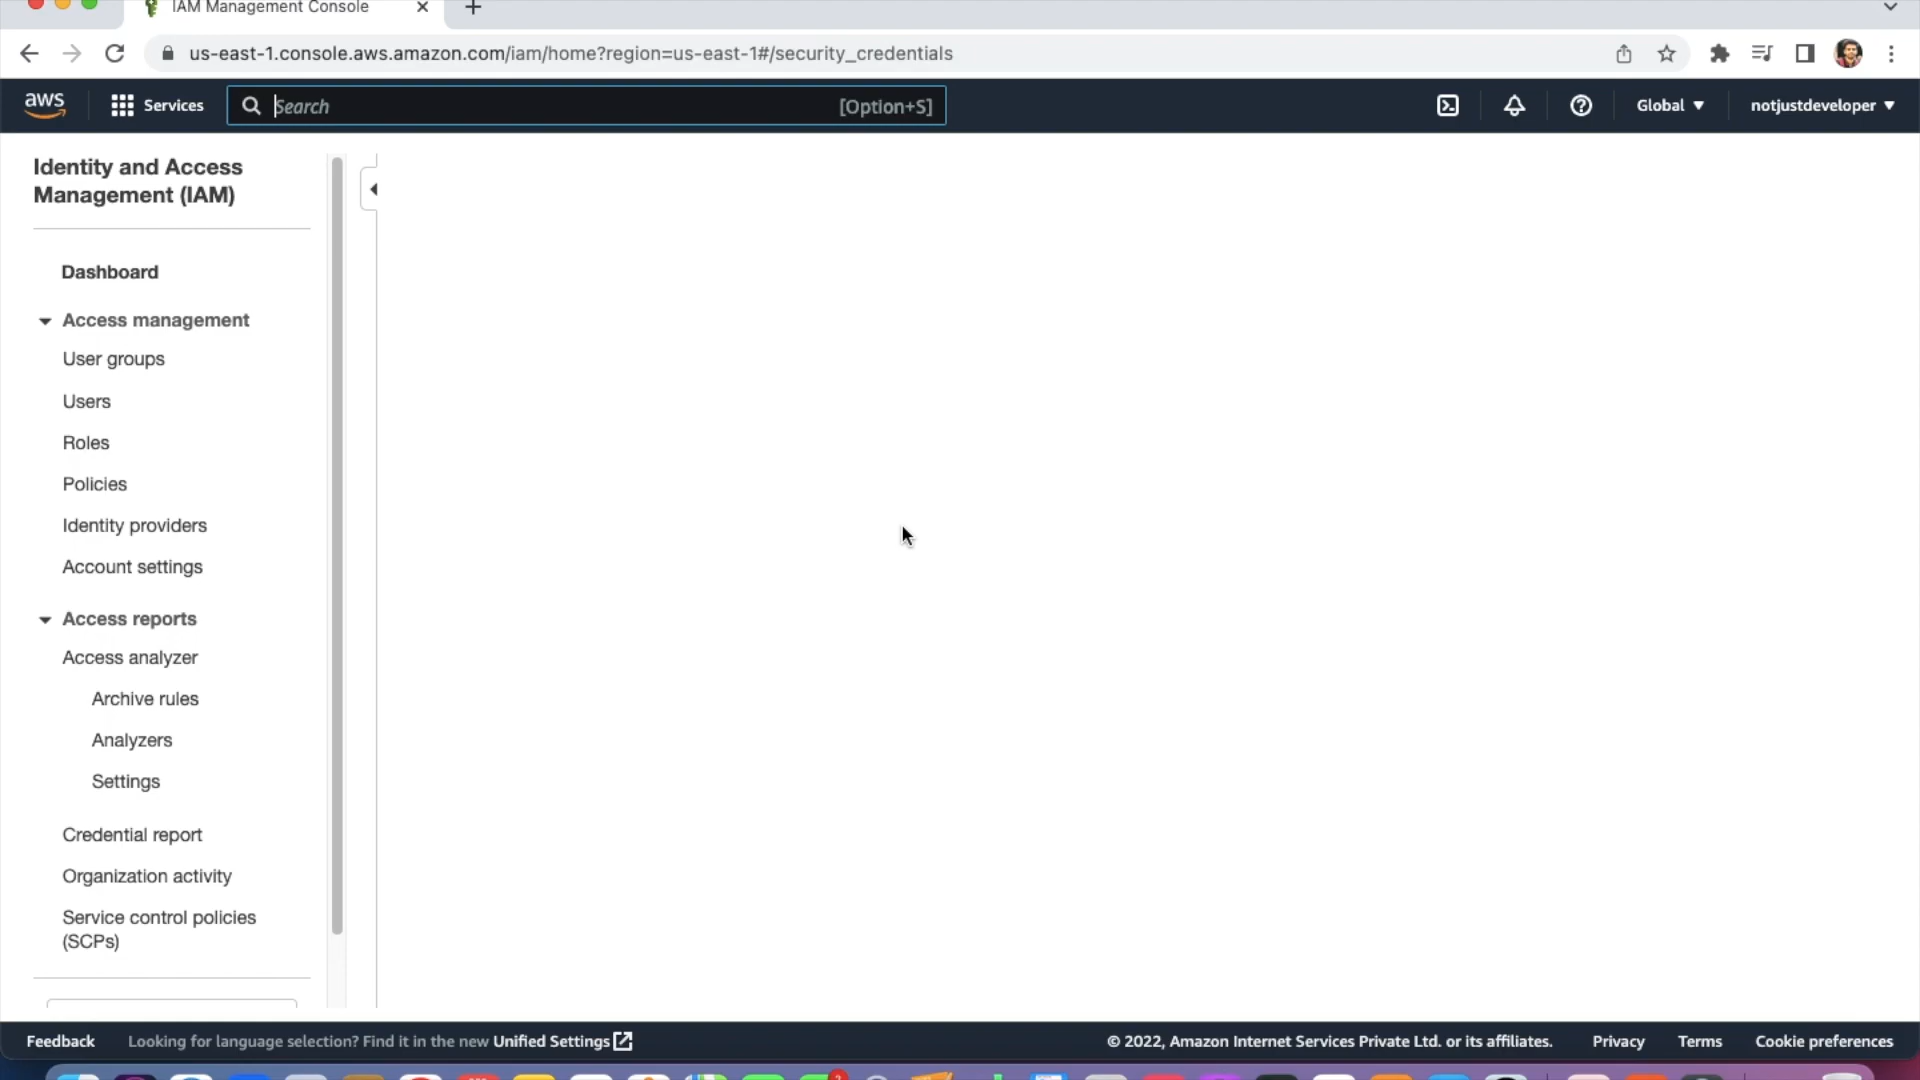 IAM Management Console
us-east-1.console.aws.amazon.com/iam/home?region=us-east-1#/security_credentials
aws
Services
Search
[Option+S]
Global
notjustdeveloper
Identity and Access
Management (IAM)
Dashboard
Access management
User groups
Users
Roles
Policies
Identity providers
Account settings
Access reports
Access analyzer
Archive rules
Analyzers
Settings
Credential report
Organization activity
Service control policies
(SCPs)
Feedback
Looking for language selection? Find it in the new Unified Settings
© 2022, Amazon Internet Services Private Ltd. or its affiliates.
Privacy
Terms
Cookie preferences